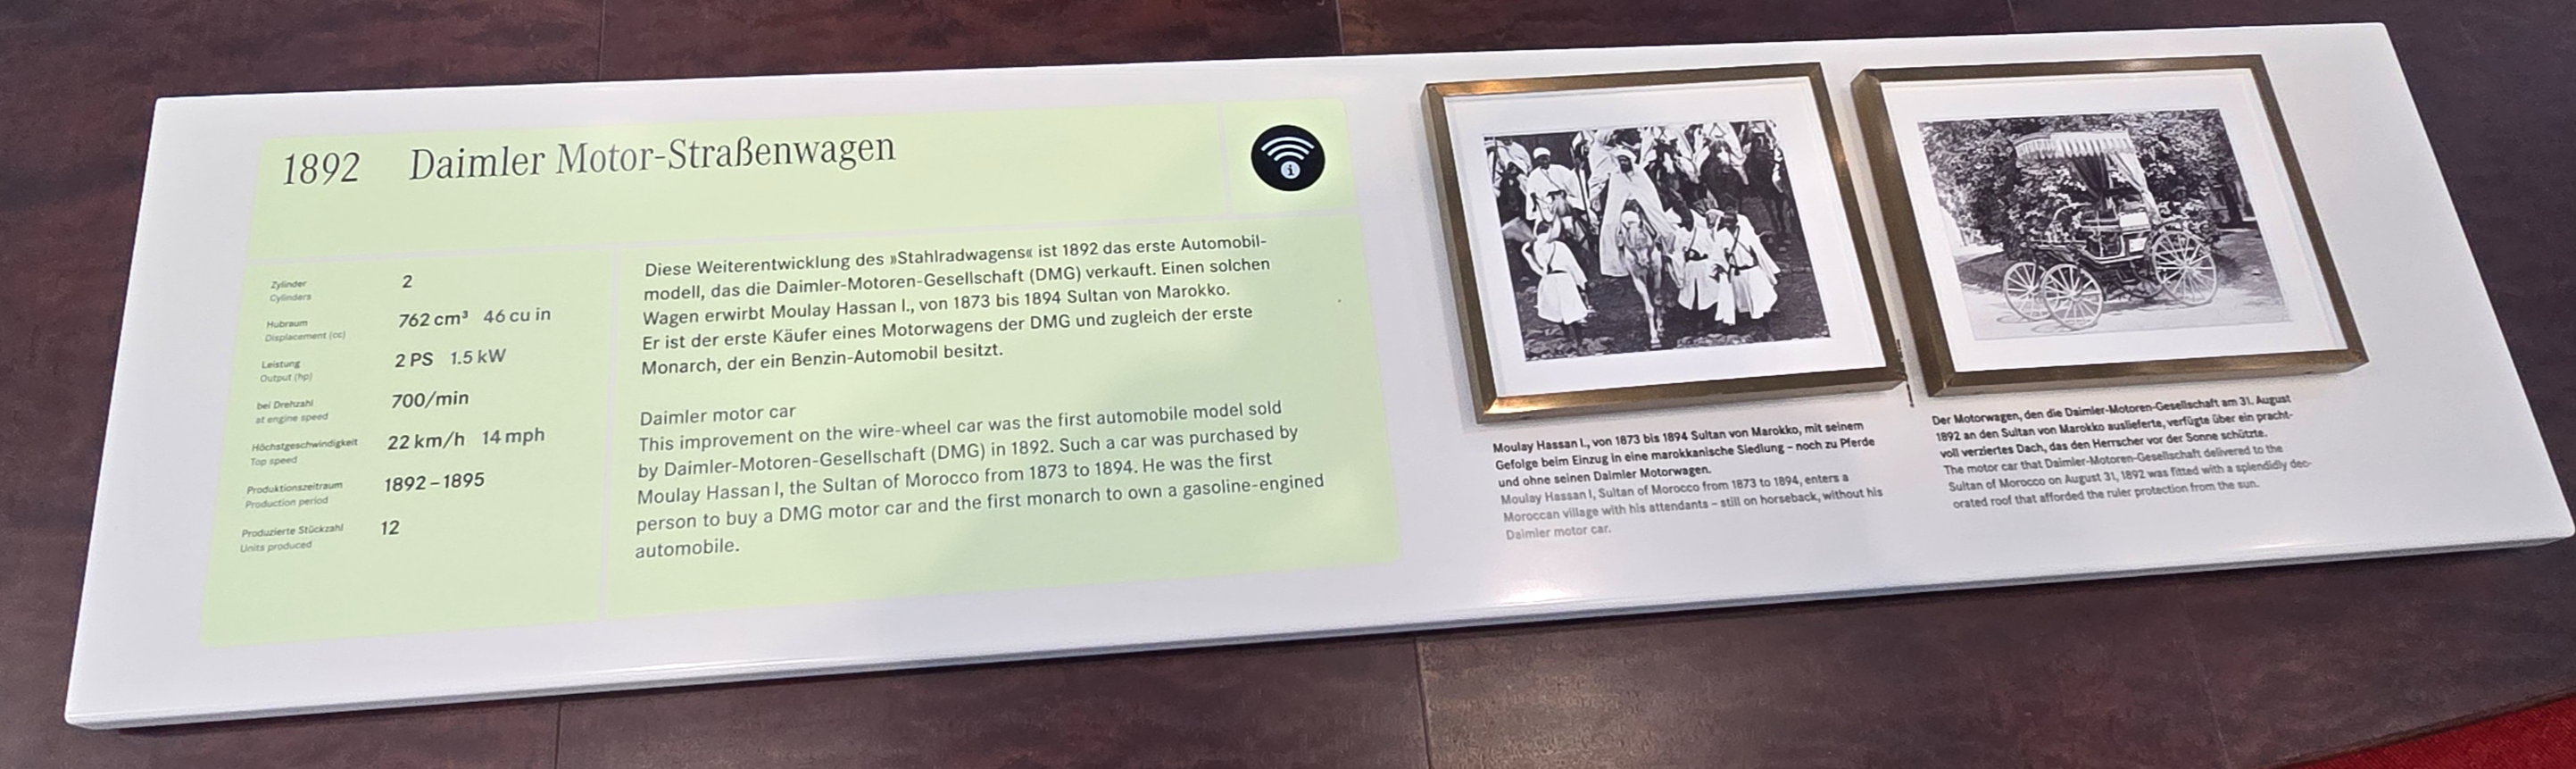 1892 Daimler Motor-Straßenwagen
Zylinder 2
Cylinders
Hubraum 762 cm³ 46 cu in
Displacement (cc)
Leistung 2 PS 1.5 kW
Output (hp)
bei Drehzahl 700/min
at engine speed
Höchstgeschwindigkeit 22 km/h 14 mph
Top speed
Produktionszeitraum 1892 – 1895
Production period
Produzierte Stückzahl 12
Units produced
Diese Weiterentwicklung des »Stahlradwagens« ist 1892 das erste Automobil-
modell, das die Daimler-Motoren-Gesellschaft (DMG) verkauft. Einen solchen
Wagen erwirbt Moulay Hassan I., von 1873 bis 1894 Sultan von Marokko.
Er ist der erste Käufer eines Motorwagens der DMG und zugleich der erste
Monarch, der ein Benzin-Automobil besitzt.
Daimler motor car
This improvement on the wire-wheel car was the first automobile model sold
by Daimler-Motoren-Gesellschaft (DMG) in 1892. Such a car was purchased by
Moulay Hassan I, the Sultan of Morocco from 1873 to 1894. He was the first
person to buy a DMG motor car and the first monarch to own a gasoline-engined
automobile.
i
Moulay Hassan I., von 1873 bis 1894 Sultan von Marokko, mit seinem
Gefolge beim Einzug in eine marokkanische Siedlung – noch zu Pferde
und ohne seinen Daimler Motorwagen.
Moulay Hassan I, Sultan of Morocco from 1873 to 1894, enters a
Moroccan village with his attendants – still on horseback, without his
Daimler motor car.
Der Motorwagen, den die Daimler-Motoren-Gesellschaft am 31. August
1892 an den Sultan von Marokko auslieferte, verfügte über ein pracht-
voll verziertes Dach, das den Herrscher vor der Sonne schützte.
The motor car that Daimler-Motoren-Gesellschaft delivered to the
Sultan of Morocco on August 31, 1892 was fitted with a splendidly dec-
orated roof that afforded the ruler protection from the sun.